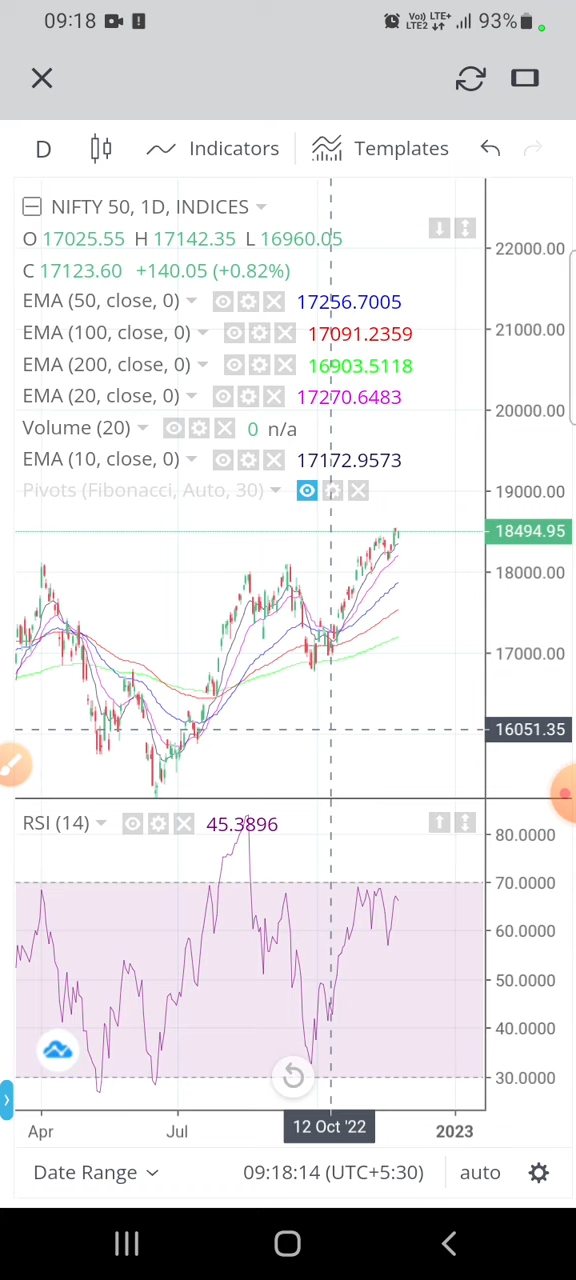 09:18 Vo) LTE+ LTE2 93%
D Indicators Templates
NIFTY 50, 1D, INDICES
O 17025.55 H 17142.35 L 16960.05
C 17123.60 +140.05 (+0.82%)
EMA (50, close, 0) 17256.7005
EMA (100, close, 0) 17091.2359
EMA (200, close, 0) 16903.5118
EMA (20, close, 0) 17270.6483
Volume (20) 0 n/a
EMA (10, close, 0) 17172.9573
Pivots (Fibonacci, Auto, 30)
22000.00
21000.00
20000.00
19000.00
18494.95
18000.00
17000.00
16051.35
RSI (14) 45.3896
80.0000
70.0000
60.0000
50.0000
40.0000
30.0000
Apr Jul 12 Oct '22 2023
Date Range 09:18:14 (UTC+5:30) auto